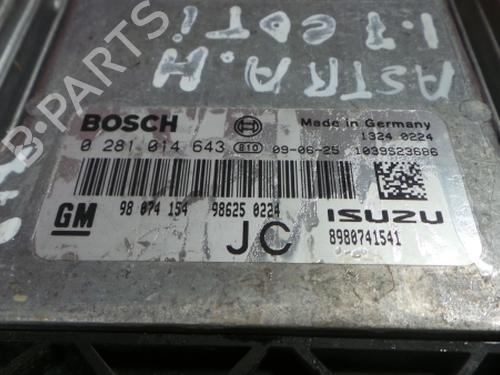 ASTRA.H
1.7 CDTi
BOSCH
Made in Germany
1324 0224
0 281 014 643 810 09-06-25 1039S23686
GM 98 074 154 98625 0224 ISUZU
JC 8980741541